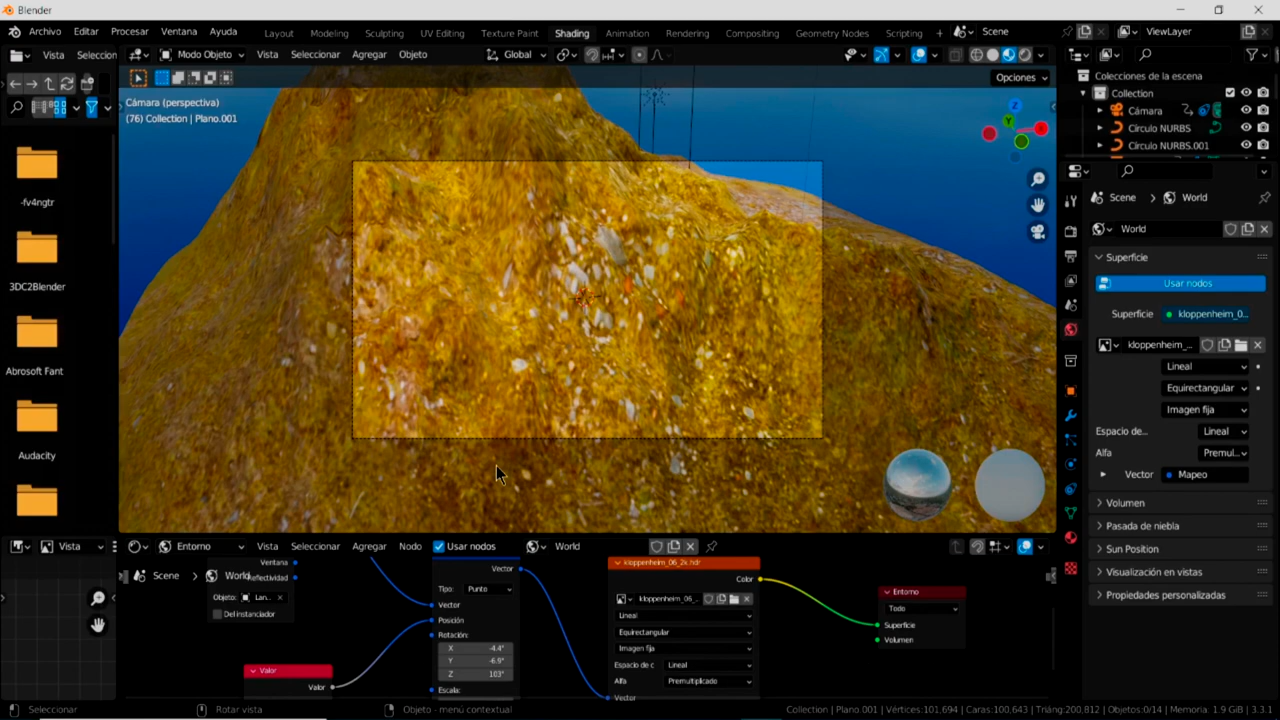 Blender
Archivo Editar Procesar Ventana Ayuda
Layout Modeling Sculpting UV Editing Texture Paint Shading Animation Rendering Compositing Geometry Nodes Scripting +
Scene
ViewLayer
Vista Seleccion
Modo Objeto Vista Seleccionar Agregar Objeto
Global
Opciones
Cámara (perspectiva)
(76) Collection | Plano.001
Z
Y
X
-fv4ngtr
3DC2Blender
Abrosoft Fant
Audacity
Colecciones de la escena
Collection
Cámara
Círculo NURBS
Círculo NURBS.001
Scene > World
World
Superficie
Usar nodos
Superficie kloppenheim_0...
kloppenheim_...
Lineal
Equirectangular
Imagen fija
Espacio de... Lineal
Alfa Premul...
Vector Mapeo
Volumen
Pasada de niebla
Sun Position
Visualización en vistas
Propiedades personalizadas
Vista
Entorno Vista Seleccionar Agregar Nodo Usar nodos World
Scene > World
Ventana
Reflectividad
Objeto: Lan...
Del instanciador
Valor
Valor
Vector
Tipo: Punto
Vector
Posición
Rotación:
X -4.4°
Y -6.9°
Z 103°
Escala:
kloppenheim_06_2k.hdr
Color
kloppenheim_06_...
Lineal
Equirectangular
Imagen fija
Espacio de c Lineal
Alfa Premultiplicado
Vector
Entorno
Todo
Superficie
Volumen
Seleccionar
Rotar vista
Objeto - menú contextual
Collection | Plano.001 | Vértices:101,694 | Caras:100,643 | Triáng:200,812 | Objetos:0/14 | Memoria: 1.9 GiB | 3.3.1